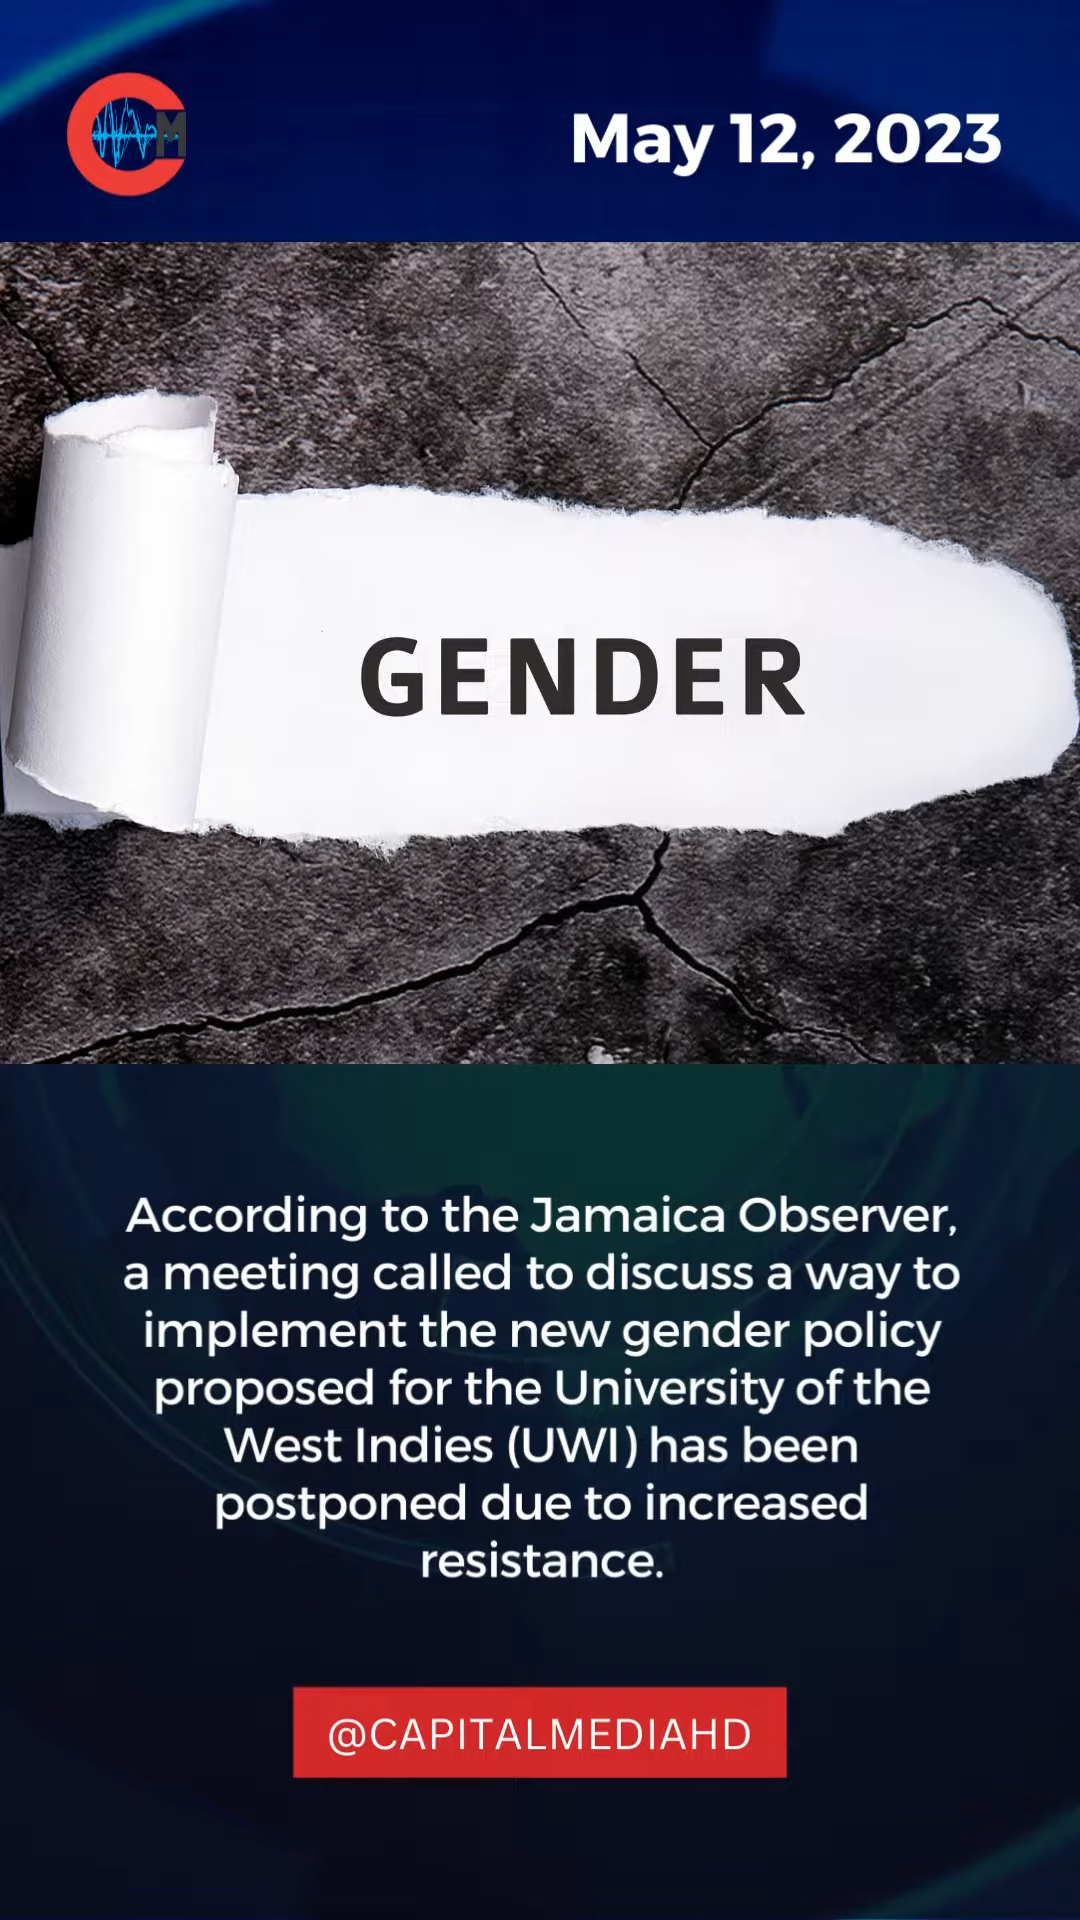 CM
May 12, 2023
GENDER
According to the Jamaica Observer,
a meeting called to discuss a way to
implement the new gender policy
proposed for the University of the
West Indies (UWI) has been
postponed due to increased
resistance.
@CAPITALMEDIAHD